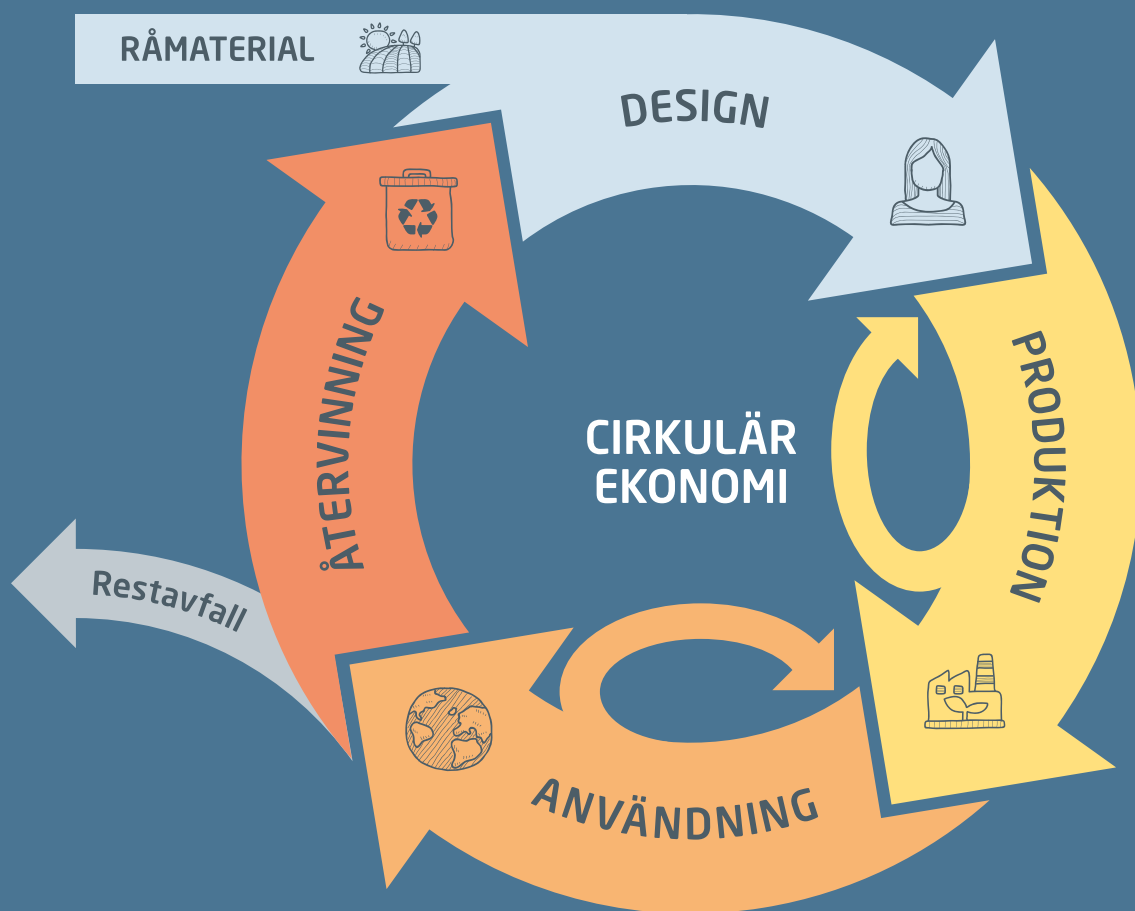 RÅMATERIAL
DESIGN
PRODUKTION
ANVÄNDNING
ÅTERVINNING
Restavfall
CIRKULÄR
EKONOMI